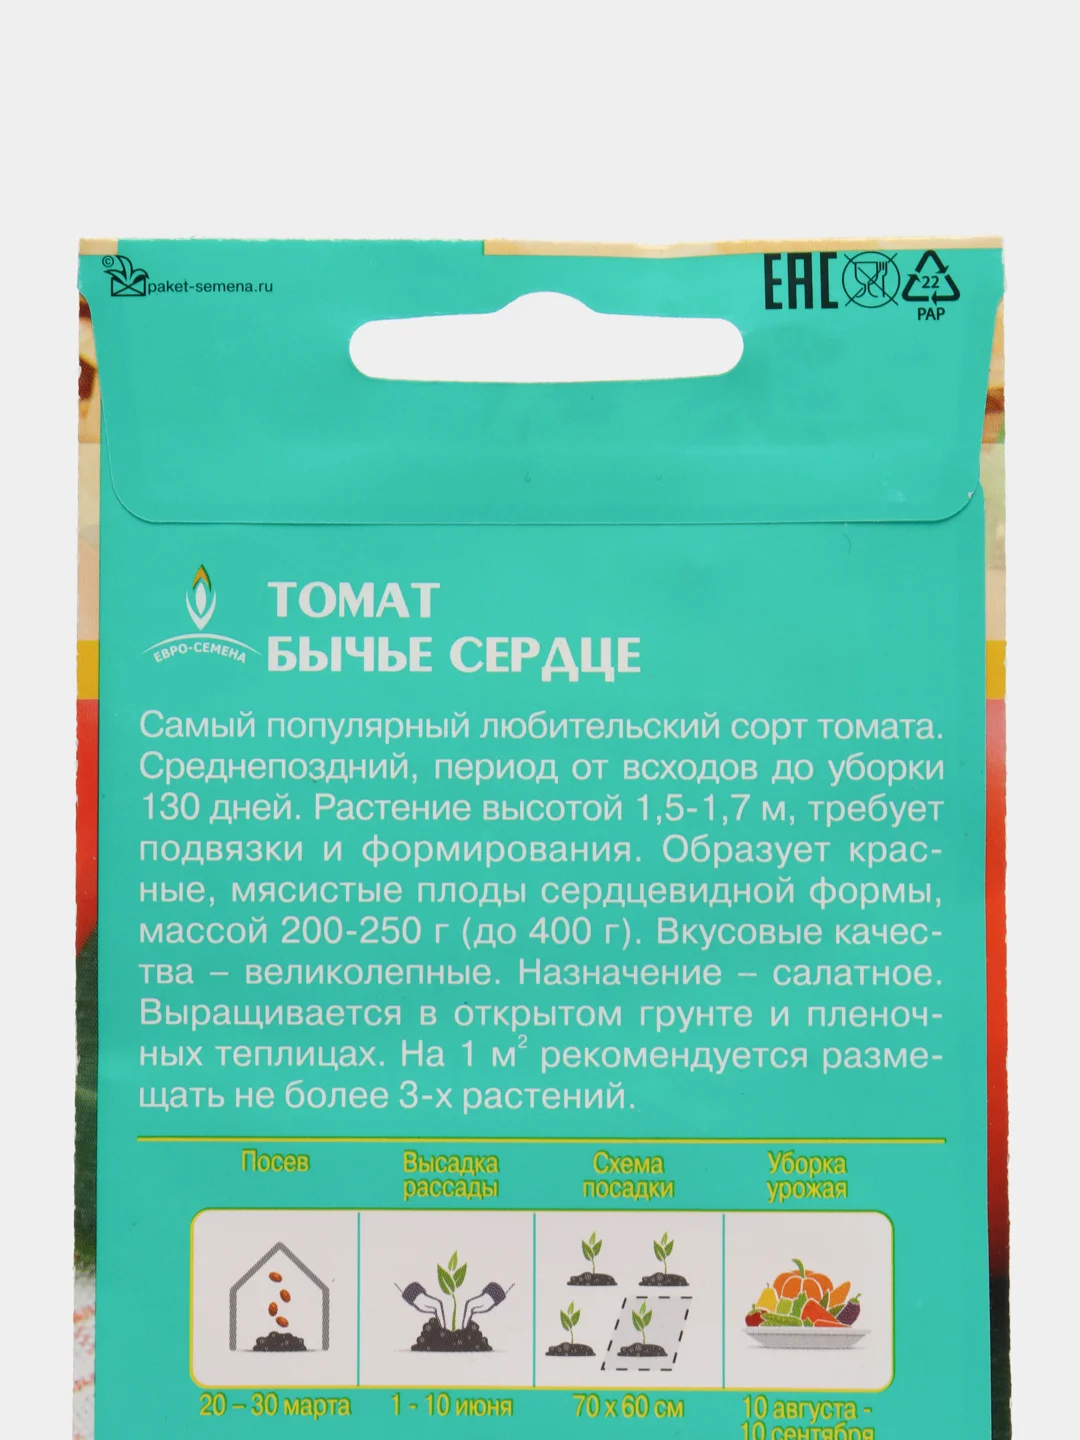 ©
paket-semena.ru
EAC
22
PAP
ЕВРО-СЕМЕНА
ТОМАТ
БЫЧЬЕ СЕРДЦЕ
Самый популярный любительский сорт томата.
Среднепоздний, период от всходов до уборки
130 дней. Растение высотой 1,5-1,7 м, требует
подвязки и формирования. Образует крас-
ные, мясистые плоды сердцевидной формы,
массой 200-250 г (до 400 г). Вкусовые качес-
тва – великолепные. Назначение – салатное.
Выращивается в открытом грунте и пленоч-
ных теплицах. На 1 м² рекомендуется разме-
щать не более 3-х растений.
Посев
Высадка
рассады
Схема
посадки
Уборка
урожая
20 – 30 марта
1 - 10 июня
70 х 60 см
10 августа -
10 сентября